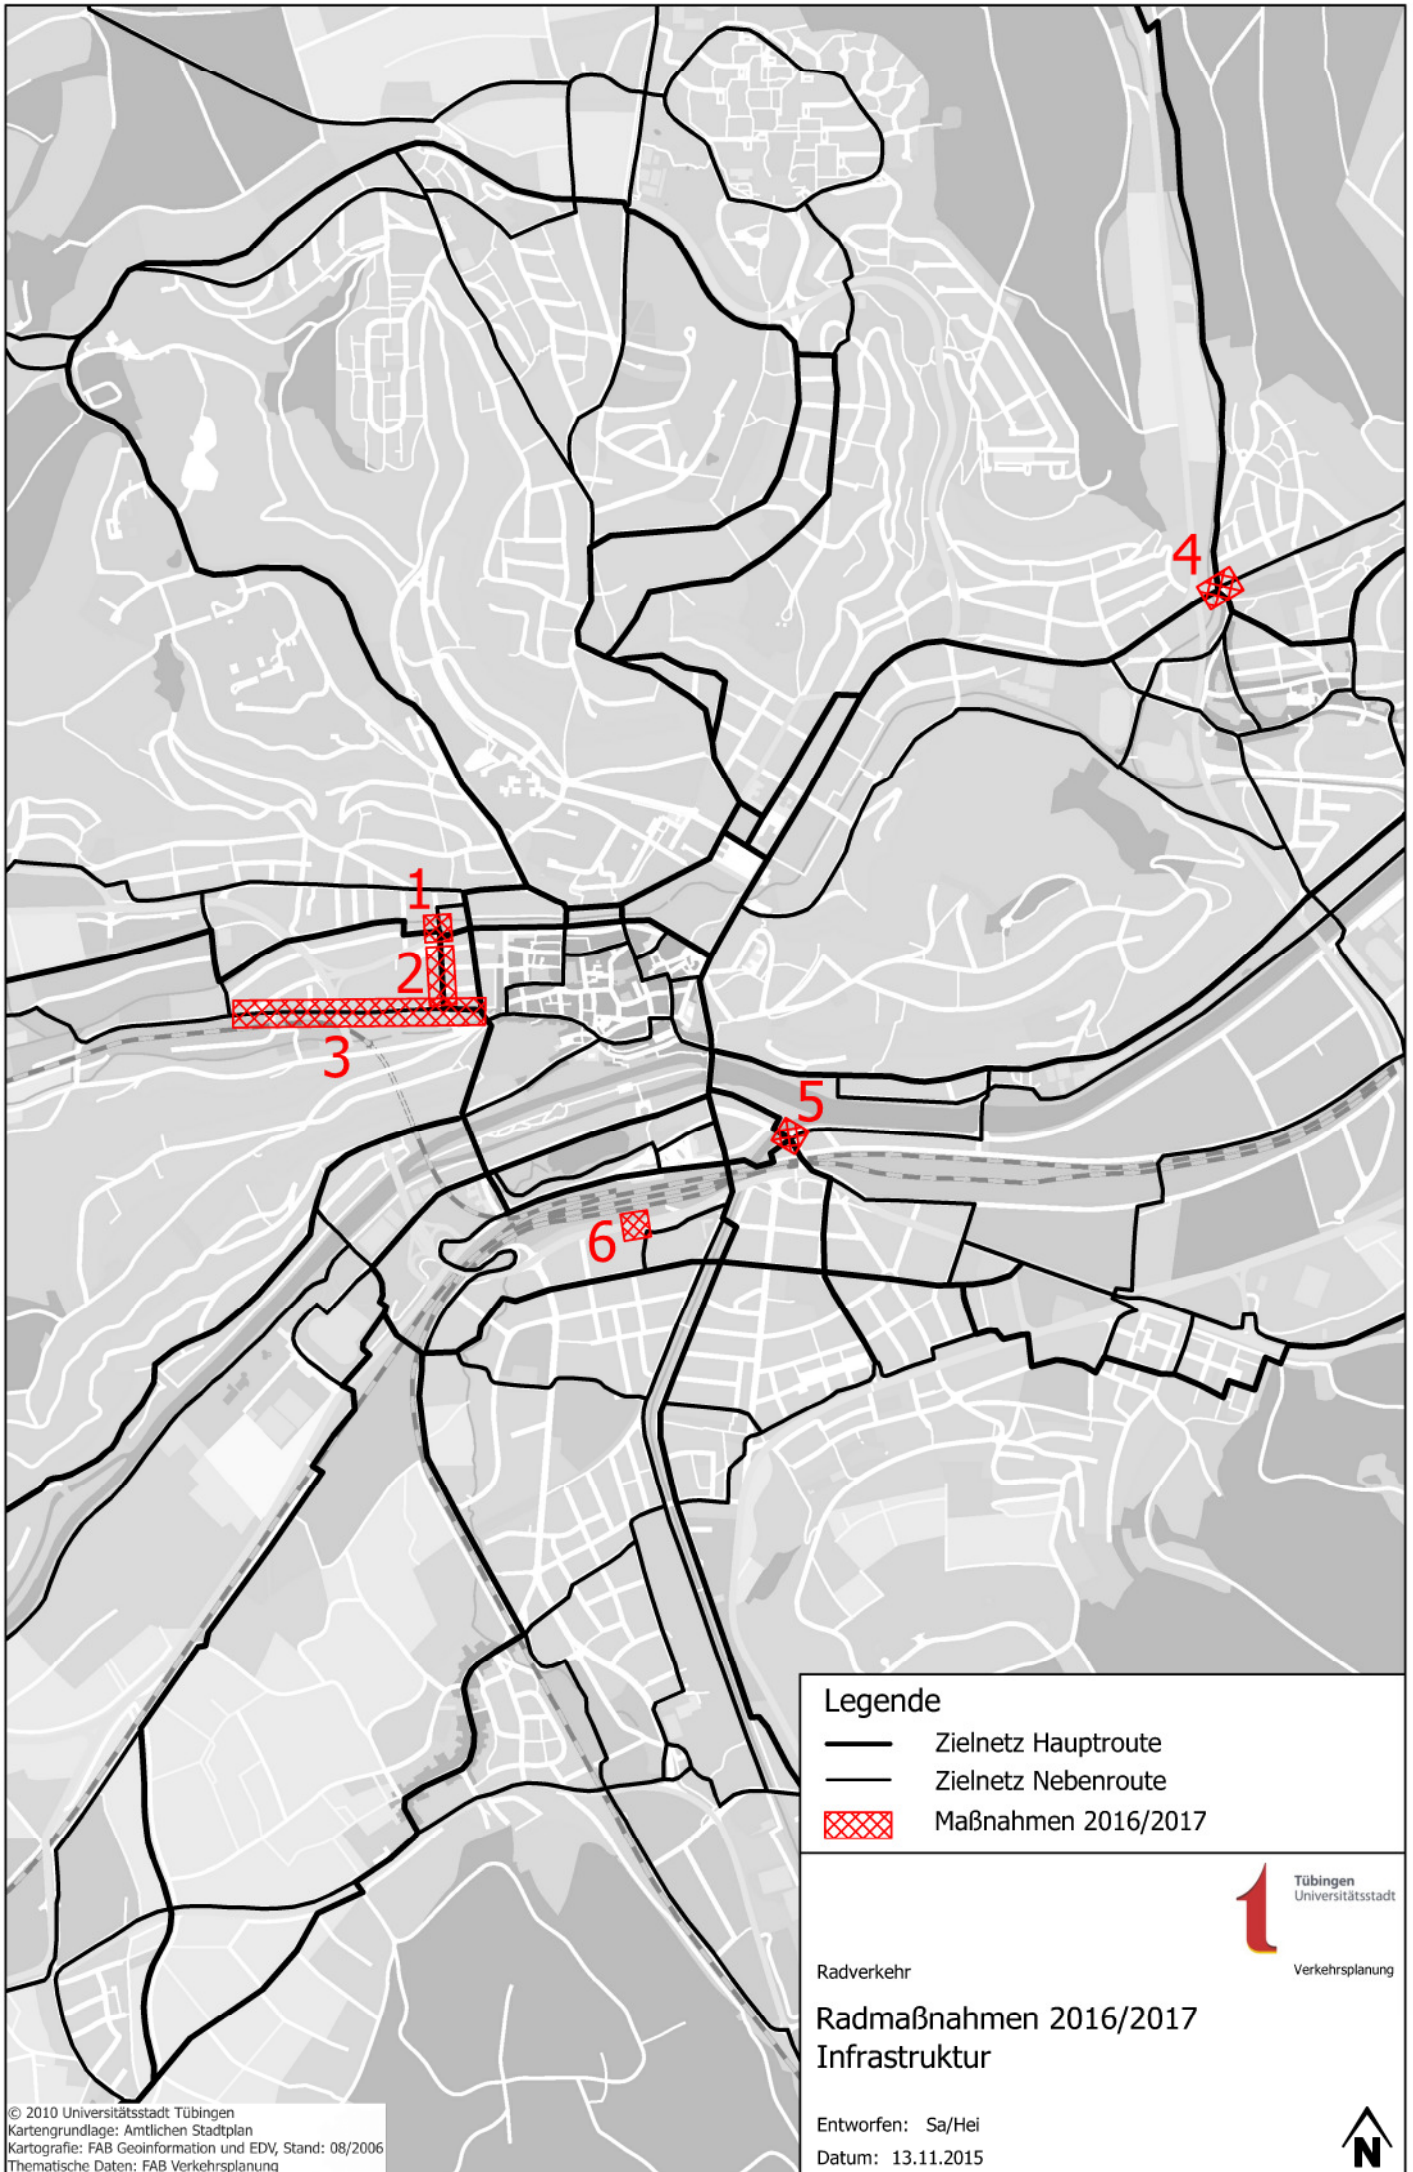 4
1
2
3
5
6
Legende
Zielnetz Hauptroute
Zielnetz Nebenroute
Maßnahmen 2016/2017
Tübingen
Universitätsstadt
Verkehrsplanung
Radverkehr
Radmaßnahmen 2016/2017
Infrastruktur
Entworfen: Sa/Hei
Datum: 13.11.2015
N
© 2010 Universitätsstadt Tübingen
Kartengrundlage: Amtlichen Stadtplan
Kartografie: FAB Geoinformation und EDV, Stand: 08/2006
Thematische Daten: FAB Verkehrsplanung